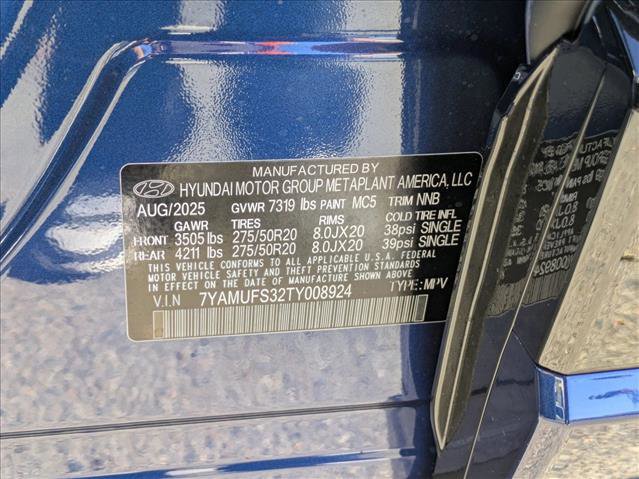 MANUFACTURED BY
HYUNDAI MOTOR GROUP METAPLANT AMERICA, LLC
AUG/2025 GVWR 7319 lbs PAINT MC5 TRIM NNB
GAWR TIRES RIMS COLD TIRE INFL
FRONT 3505 lbs 275/50R20 8.0JX20 38psi SINGLE
REAR 4211 lbs 275/50R20 8.0JX20 39psi SINGLE
THIS VEHICLE CONFORMS TO ALL APPLICABLE U.S.A. FEDERAL
MOTOR VEHICLE SAFETY AND THEFT PREVENTION STANDARDS
IN EFFECT ON THE DATE OF MANUFACTURE SHOWN ABOVE.
V.I.N 7YAMUFS32TY008924 TYPE: MPV